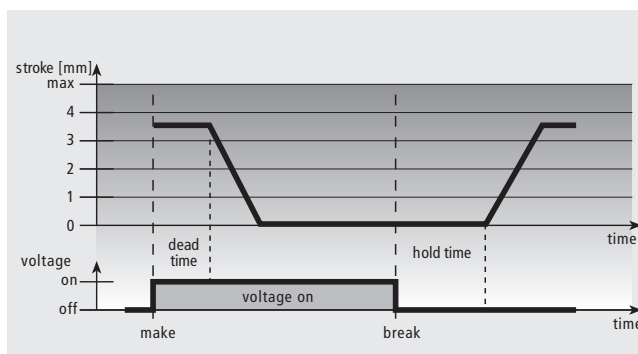 stroke [mm]
max
4
3
2
1
0
time
dead
time
hold time
voltage
on
voltage on
off
time
make
break